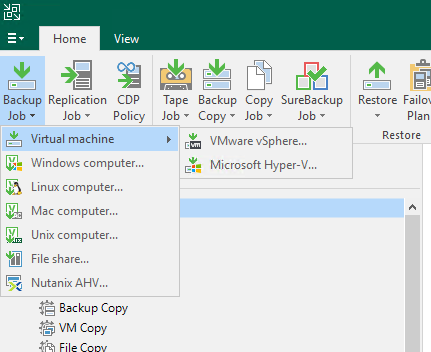 Home View
Backup Job Replication Job CDP Policy Tape Job Backup Copy Copy Job SureBackup Job Restore Failover Plan
Restore
Virtual machine
VMware vSphere...
Windows computer...
Microsoft Hyper-V...
Linux computer...
Mac computer...
Unix computer...
File share...
Nutanix AHV...
Backup Copy
VM Copy
File Copy